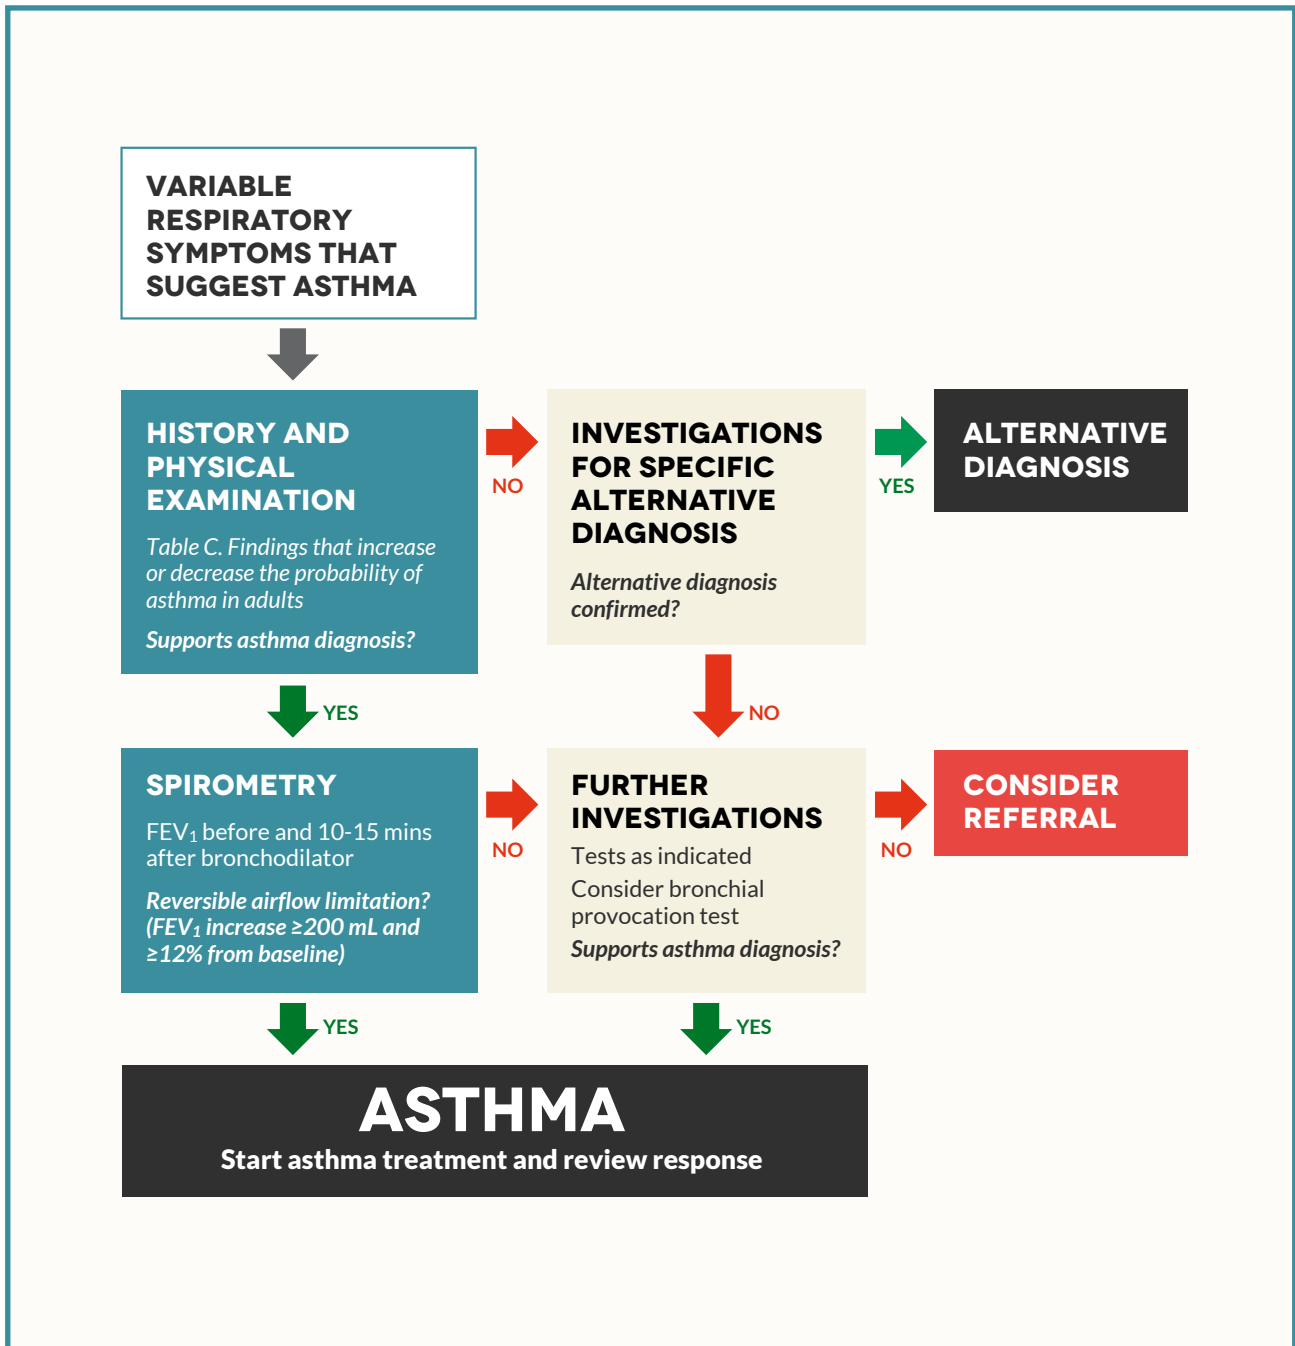 VARIABLE
RESPIRATORY
SYMPTOMS THAT
SUGGEST ASTHMA
HISTORY AND
PHYSICAL
EXAMINATION
Table C. Findings that increase
or decrease the probability of
asthma in adults
Supports asthma diagnosis?
NO
INVESTIGATIONS
FOR SPECIFIC
ALTERNATIVE
DIAGNOSIS
Alternative diagnosis
confirmed?
YES
ALTERNATIVE
DIAGNOSIS
YES
NO
SPIROMETRY
FEV₁ before and 10-15 mins
after bronchodilator
Reversible airflow limitation?
(FEV₁ increase ≥200 mL and
≥12% from baseline)
NO
FURTHER
INVESTIGATIONS
Tests as indicated
Consider bronchial
provocation test
Supports asthma diagnosis?
NO
CONSIDER
REFERRAL
YES
YES
ASTHMA
Start asthma treatment and review response